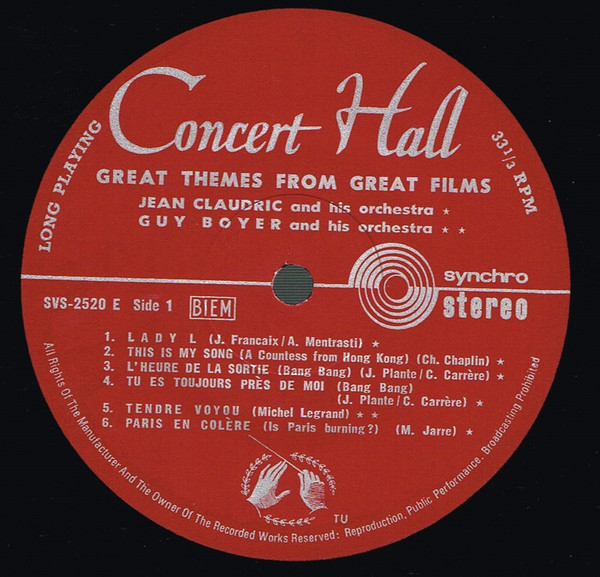 Concert Hall
LONG PLAYING
33 1/3 RPM
GREAT THEMES FROM GREAT FILMS
JEAN CLAUDRIC and his orchestra ★
GUY BOYER and his orchestra ★ ★
synchro
stereo
SVS-2520 E Side 1 BIEM
1. LADY L (J. Francaix/A. Mentrasti) ★
2. THIS IS MY SONG (A Countess from Hong Kong) (Ch. Chaplin) ★
3. L'HEURE DE LA SORTIE (Bang Bang) (J. Plante/C. Carrère) ★
4. TU ES TOUJOURS PRÈS DE MOI (Bang Bang)
(J. Plante/C. Carrère) ★
5. TENDRE VOYOU (Michel Legrand) ★ ★
6. PARIS EN COLÈRE (Is Paris burning?) (M. Jarre) ★
TU
All Rights Of The Manufacturer And The Owner Of The Recorded Works Reserved: Reproduction, Public Performance, Broadcasting Prohibited